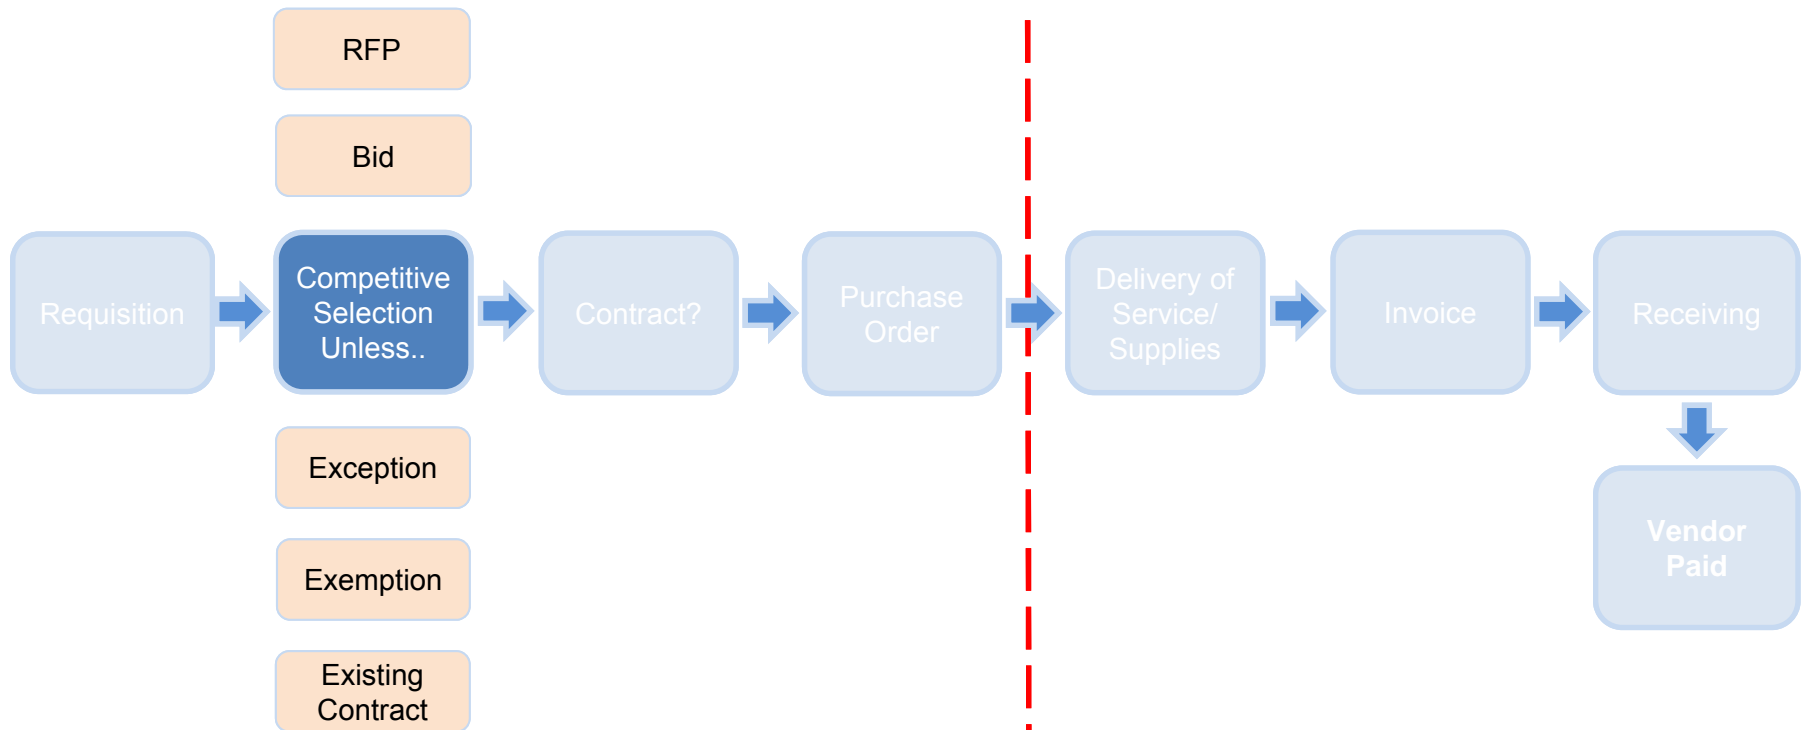 RFP
Bid
Requisition
Competitive
Selection
Unless..
Contract?
Purchase
Order
Delivery of
Service/
Supplies
Invoice
Receiving
Exception
Exemption
Existing
Contract
Vendor
Paid